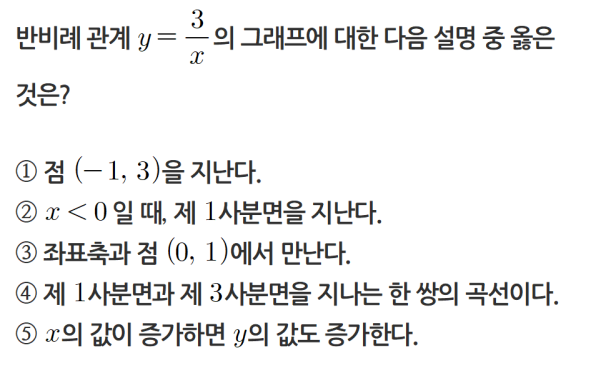 반비례 관계 y = 3/x 의 그래프에 대한 다음 설명 중 옳은
것은?
① 점 (−1, 3)을 지난다.
② x < 0일 때, 제 1사분면을 지난다.
③ 좌표축과 점 (0, 1)에서 만난다.
④ 제 1사분면과 제 3사분면을 지나는 한 쌍의 곡선이다.
⑤ x의 값이 증가하면 y의 값도 증가한다.